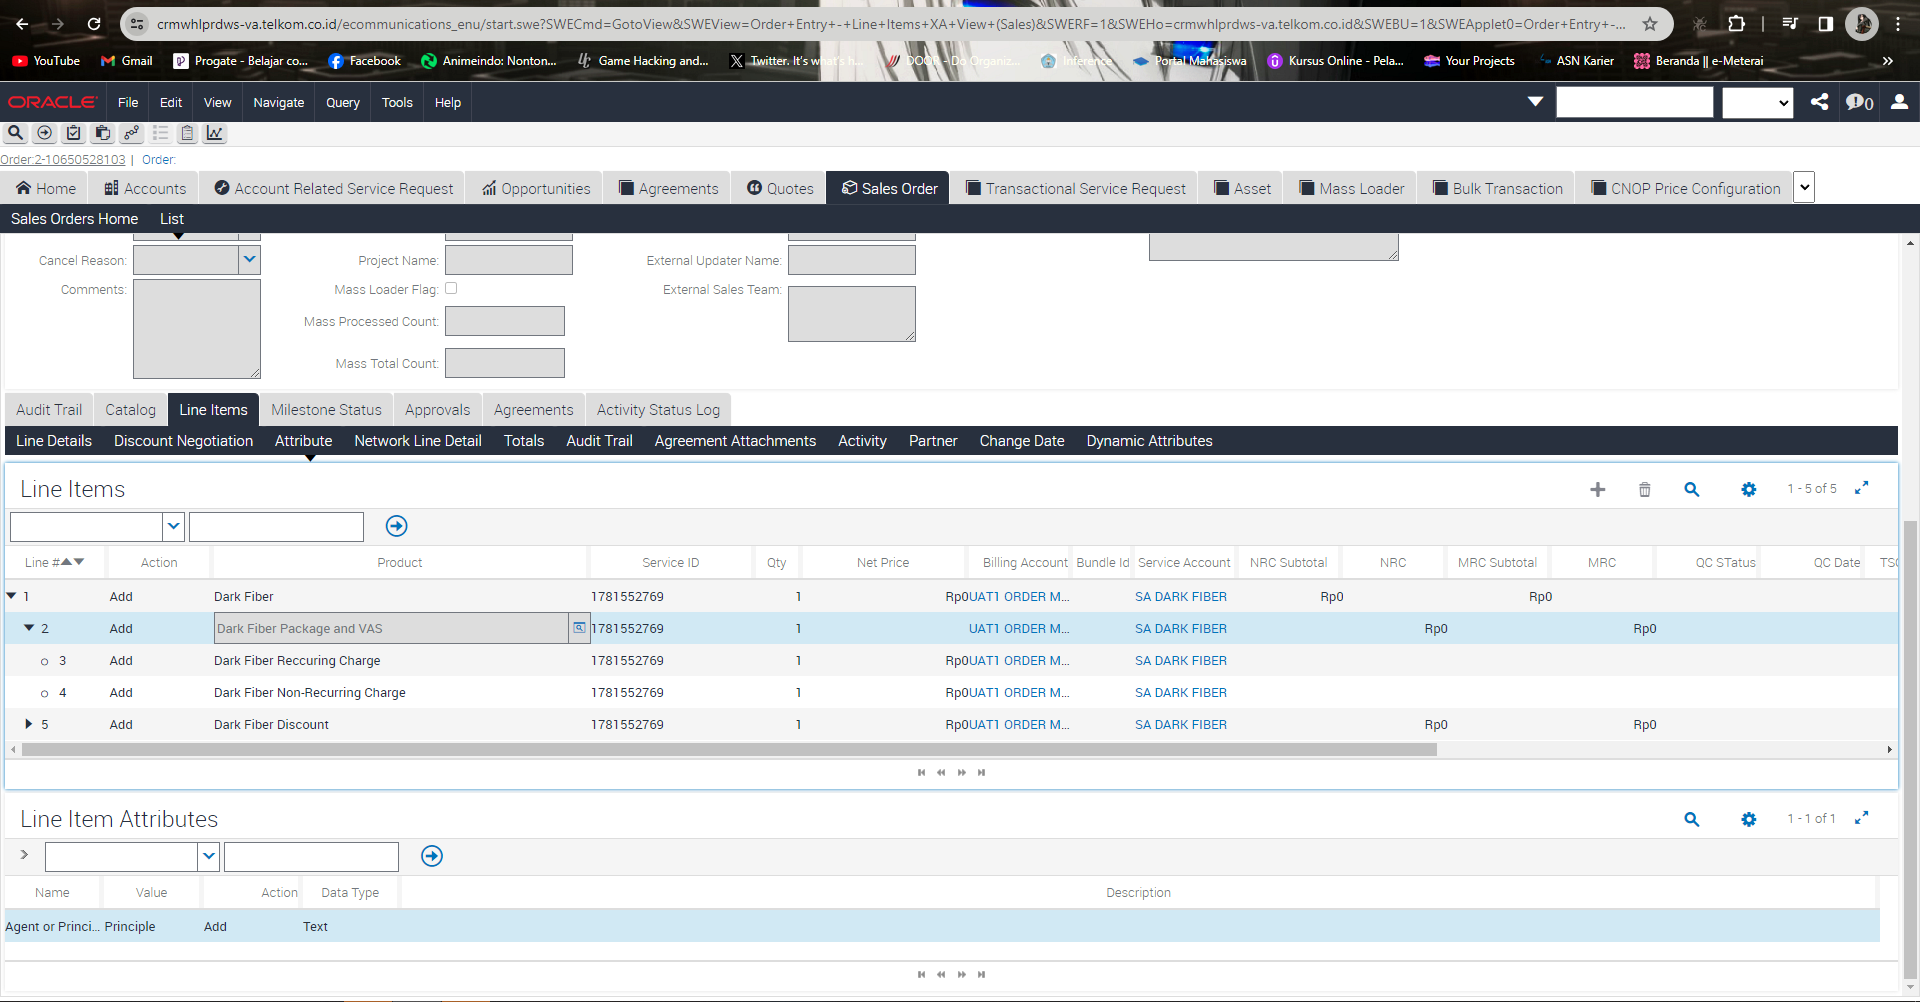 crmwhlprdws-va.telkom.co.id/ecommunications_enu/start.swe?SWECmd=GotoView&SWEView=Order+Entry+-+Line+Items+XA+View+(Sales)&SWERF=1&SWEHo=crmwhlprdws-va.telkom.co.id&SWEBU=1&SWEApplet0=Order+Entry+-...
YouTube Gmail Progate - Belajar co... Facebook Animeindo: Nonton... Game Hacking and... Twitter. It's what's h... DOOR - Do Organiz... Inference Portal Mahasiswa Kursus Online - Pela... Your Projects ASN Karier Beranda || e-Meterai »
ORACLE File Edit View Navigate Query Tools Help 0
Order:2-10650528103 | Order:
Home Accounts Account Related Service Request Opportunities Agreements Quotes Sales Order Transactional Service Request Asset Mass Loader Bulk Transaction CNOP Price Configuration
Sales Orders Home List
Cancel Reason: Project Name: External Updater Name:
Comments: Mass Loader Flag: External Sales Team:
Mass Processed Count:
Mass Total Count:
Audit Trail Catalog Line Items Milestone Status Approvals Agreements Activity Status Log
Line Details Discount Negotiation Attribute Network Line Detail Totals Audit Trail Agreement Attachments Activity Partner Change Date Dynamic Attributes
Line Items 1 - 5 of 5
Line # Action Product Service ID Qty Net Price Billing Account Bundle Id Service Account NRC Subtotal NRC MRC Subtotal MRC QC STatus QC Date TSC
1 Add Dark Fiber 1781552769 1 Rp0 UAT1 ORDER M... SA DARK FIBER Rp0 Rp0
2 Add Dark Fiber Package and VAS 1781552769 1 UAT1 ORDER M... SA DARK FIBER Rp0 Rp0
3 Add Dark Fiber Reccuring Charge 1781552769 1 Rp0 UAT1 ORDER M... SA DARK FIBER
4 Add Dark Fiber Non-Recurring Charge 1781552769 1 Rp0 UAT1 ORDER M... SA DARK FIBER
5 Add Dark Fiber Discount 1781552769 1 Rp0 UAT1 ORDER M... SA DARK FIBER Rp0 Rp0
Line Item Attributes 1 - 1 of 1
Name Value Action Data Type Description
Agent or Princi... Principle Add Text